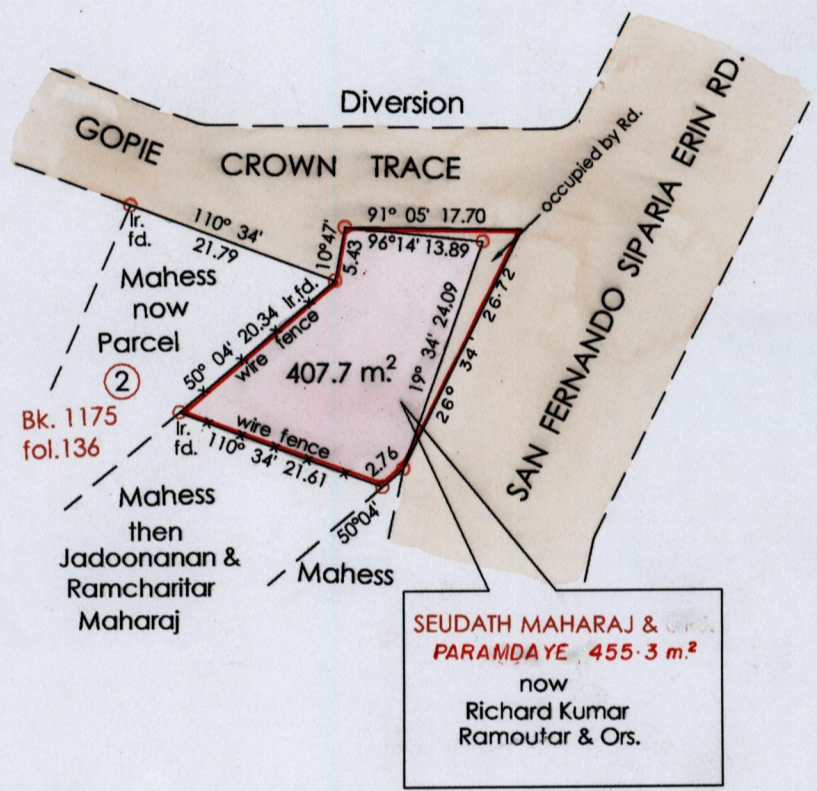 Diversion
GOPIE CROWN TRACE
SAN FERNANDO SIPARIA ERIN RD.
occupied by Rd.
91° 05' 17.70
96°14' 13.89
110° 34'
21.79
Ir.
fd.
10°47'
5.43
Mahess
now
Parcel
2
Bk. 1175
fol.136
50° 04' 20.34 Ir.fd.
wire fence
407.7 m.²
19° 34' 24.09
26° 34' 26.72
Ir.
fd.
wire fence
110° 34' 21.61
2.76
50°04'
Mahess
then
Jadoonanan &
Ramcharitar
Maharaj
Mahess
SEUDATH MAHARAJ &
PARAMDAYE 455.3 m.²
now
Richard Kumar
Ramoutar & Ors.